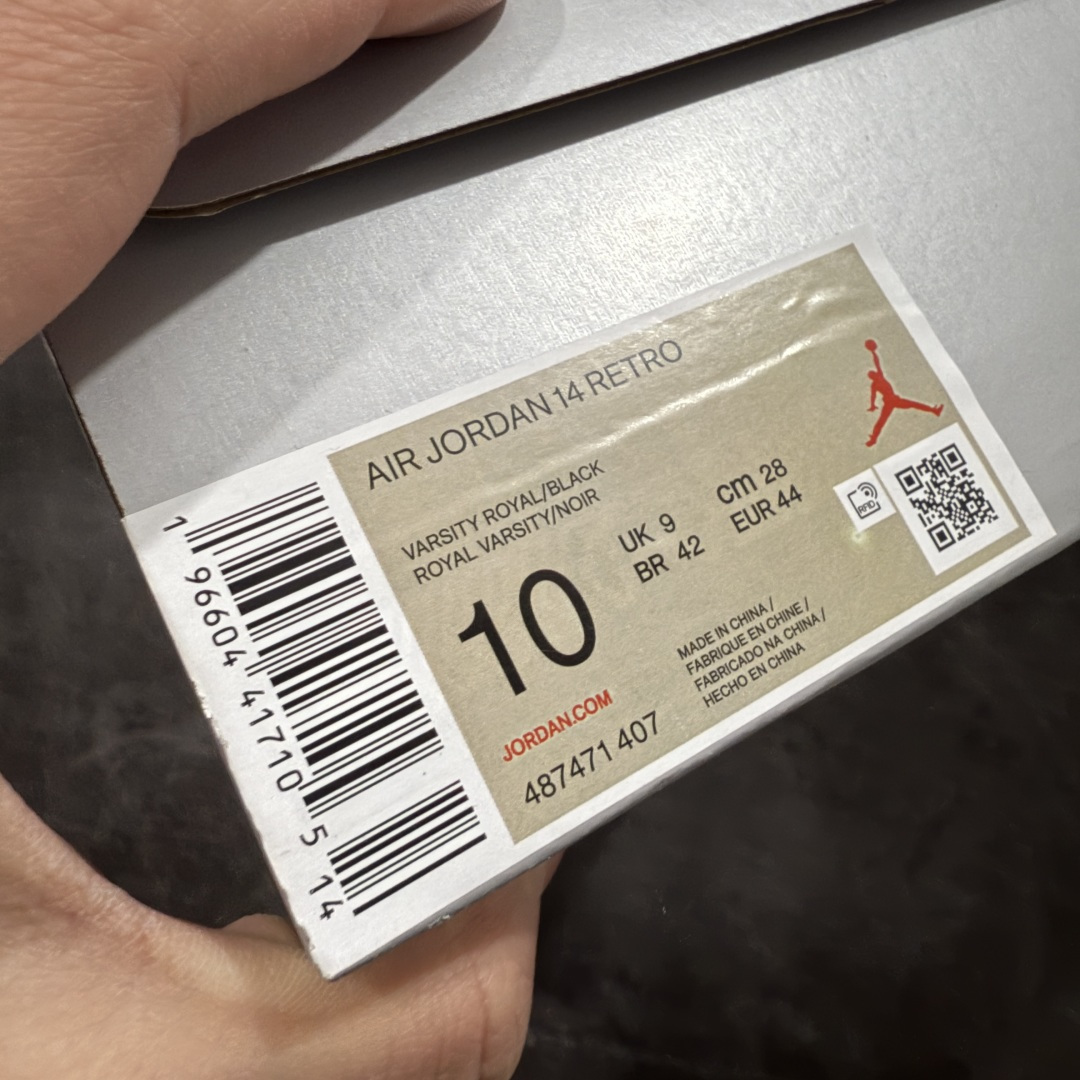 AIR JORDAN 14 RETRO
VARSITY ROYAL/BLACK
ROYAL VARSITY/NOIR
10
UK 9
BR 42
cm 28
EUR 44
RFID
JORDAN.COM
487471 407
MADE IN CHINA /
FABRIQUE EN CHINE /
FABRICADO NA CHINA /
HECHO EN CHINA
1 96604 41710 5 14